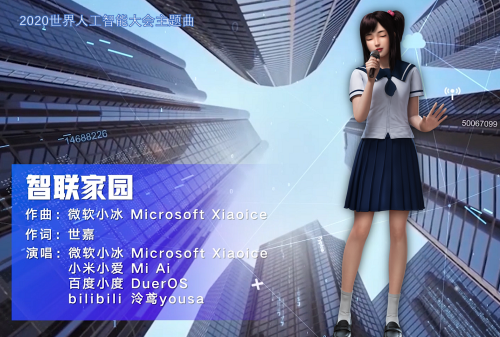 2020世界人工智能大会主题曲
14688226
50067099
智联家园
作曲：微软小冰 Microsoft Xiaoice
作词：世嘉
演唱：微软小冰 Microsoft Xiaoice
小米小爱 Mi Ai
百度小度 DuerOS
bilibili 泠鸢yousa